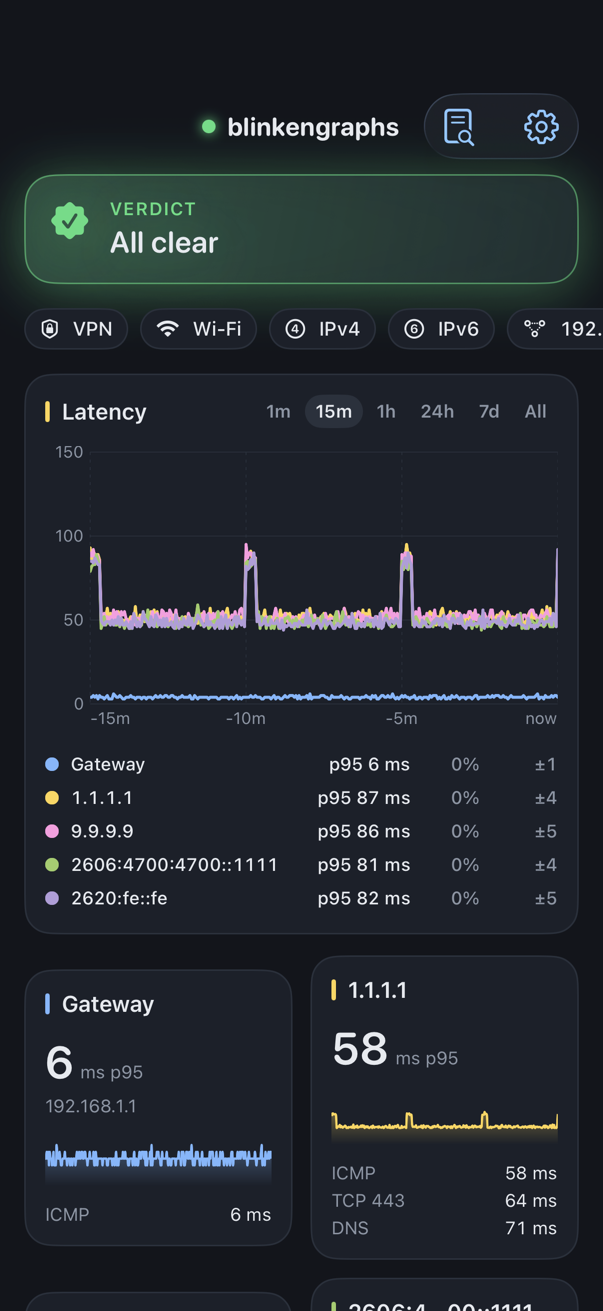 blinkengraphs
VERDICT
All clear
VPN
Wi-Fi
4 IPv4
6 IPv6
192.
Latency 1m 15m 1h 24h 7d All
150
100
50
0
-15m -10m -5m now
Gateway p95 6 ms 0% ±1
1.1.1.1 p95 87 ms 0% ±4
9.9.9.9 p95 86 ms 0% ±5
2606:4700:4700::1111 p95 81 ms 0% ±4
2620:fe::fe p95 82 ms 0% ±5
Gateway
6 ms p95
192.168.1.1
ICMP 6 ms
1.1.1.1
58 ms p95
ICMP 58 ms
TCP 443 64 ms
DNS 71 ms